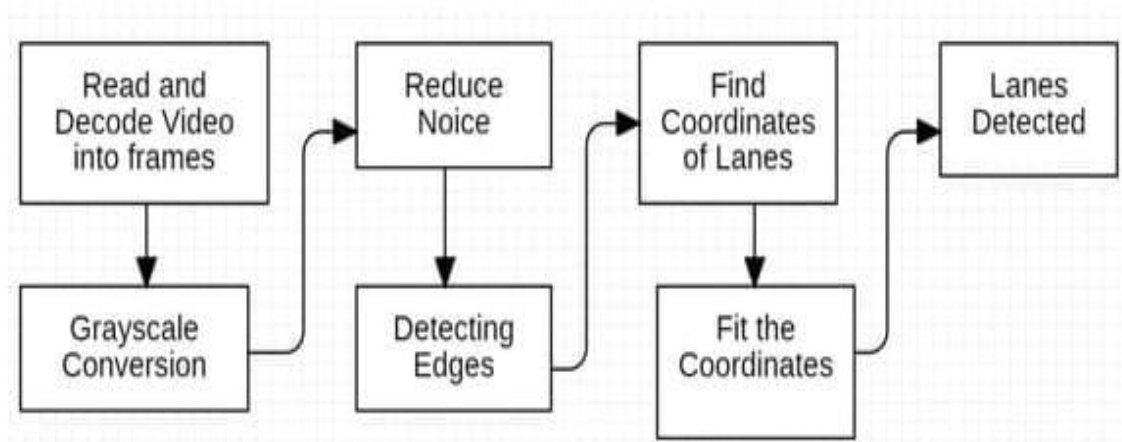 Read and
Decode Video
into frames
Grayscale
Conversion
Reduce
Noice
Detecting
Edges
Find
Coordinates
of Lanes
Fit the
Coordinates
Lanes
Detected